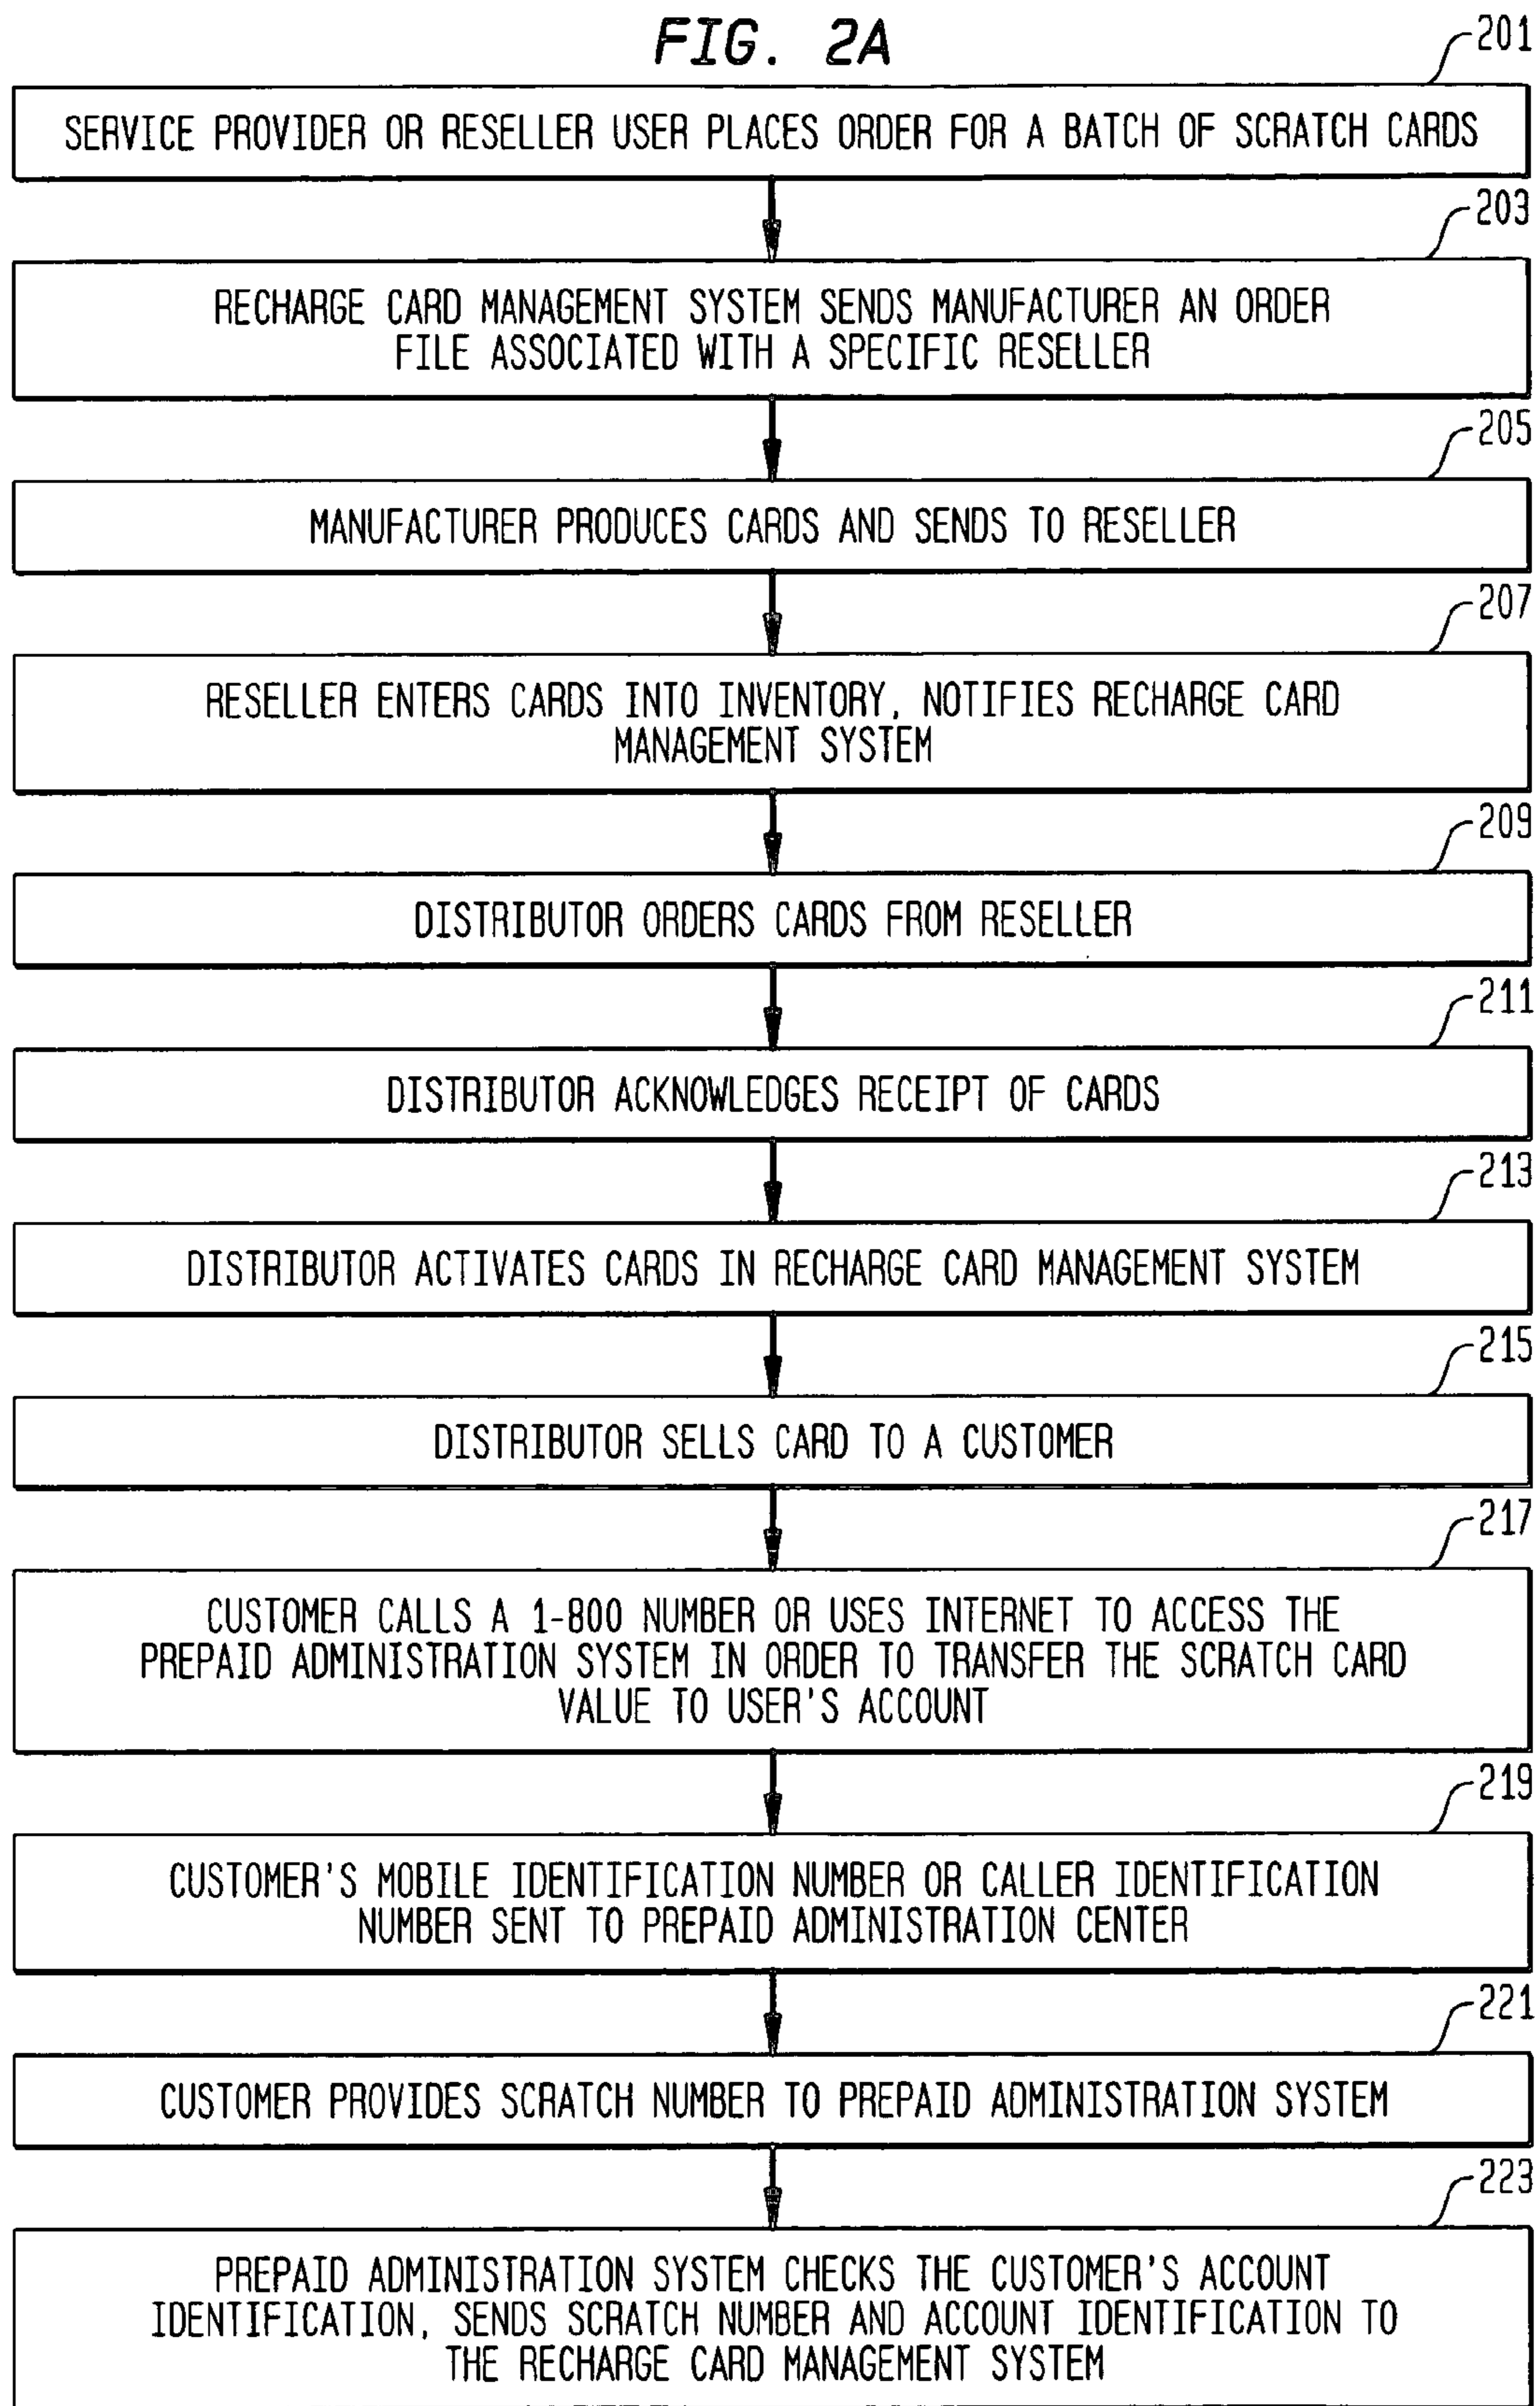 FIG. 2A
201
SERVICE PROVIDER OR RESELLER USER PLACES ORDER FOR A BATCH OF SCRATCH CARDS
203
RECHARGE CARD MANAGEMENT SYSTEM SENDS MANUFACTURER AN ORDER
FILE ASSOCIATED WITH A SPECIFIC RESELLER
205
MANUFACTURER PRODUCES CARDS AND SENDS TO RESELLER
207
RESELLER ENTERS CARDS INTO INVENTORY, NOTIFIES RECHARGE CARD
MANAGEMENT SYSTEM
209
DISTRIBUTOR ORDERS CARDS FROM RESELLER
211
DISTRIBUTOR ACKNOWLEDGES RECEIPT OF CARDS
213
DISTRIBUTOR ACTIVATES CARDS IN RECHARGE CARD MANAGEMENT SYSTEM
215
DISTRIBUTOR SELLS CARD TO A CUSTOMER
217
CUSTOMER CALLS A 1-800 NUMBER OR USES INTERNET TO ACCESS THE
PREPAID ADMINISTRATION SYSTEM IN ORDER TO TRANSFER THE SCRATCH CARD
VALUE TO USER'S ACCOUNT
219
CUSTOMER'S MOBILE IDENTIFICATION NUMBER OR CALLER IDENTIFICATION
NUMBER SENT TO PREPAID ADMINISTRATION CENTER
221
CUSTOMER PROVIDES SCRATCH NUMBER TO PREPAID ADMINISTRATION SYSTEM
223
PREPAID ADMINISTRATION SYSTEM CHECKS THE CUSTOMER'S ACCOUNT
IDENTIFICATION, SENDS SCRATCH NUMBER AND ACCOUNT IDENTIFICATION TO
THE RECHARGE CARD MANAGEMENT SYSTEM